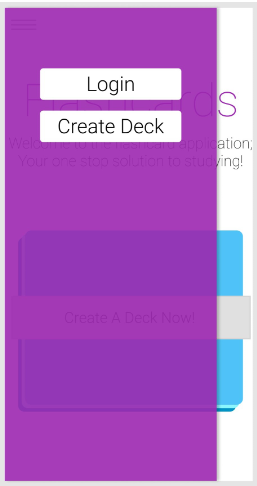 Login
Flashcards
Create Deck
Welcome to the flashcard application;
Your one stop solution to studying!
Create A Deck Now!